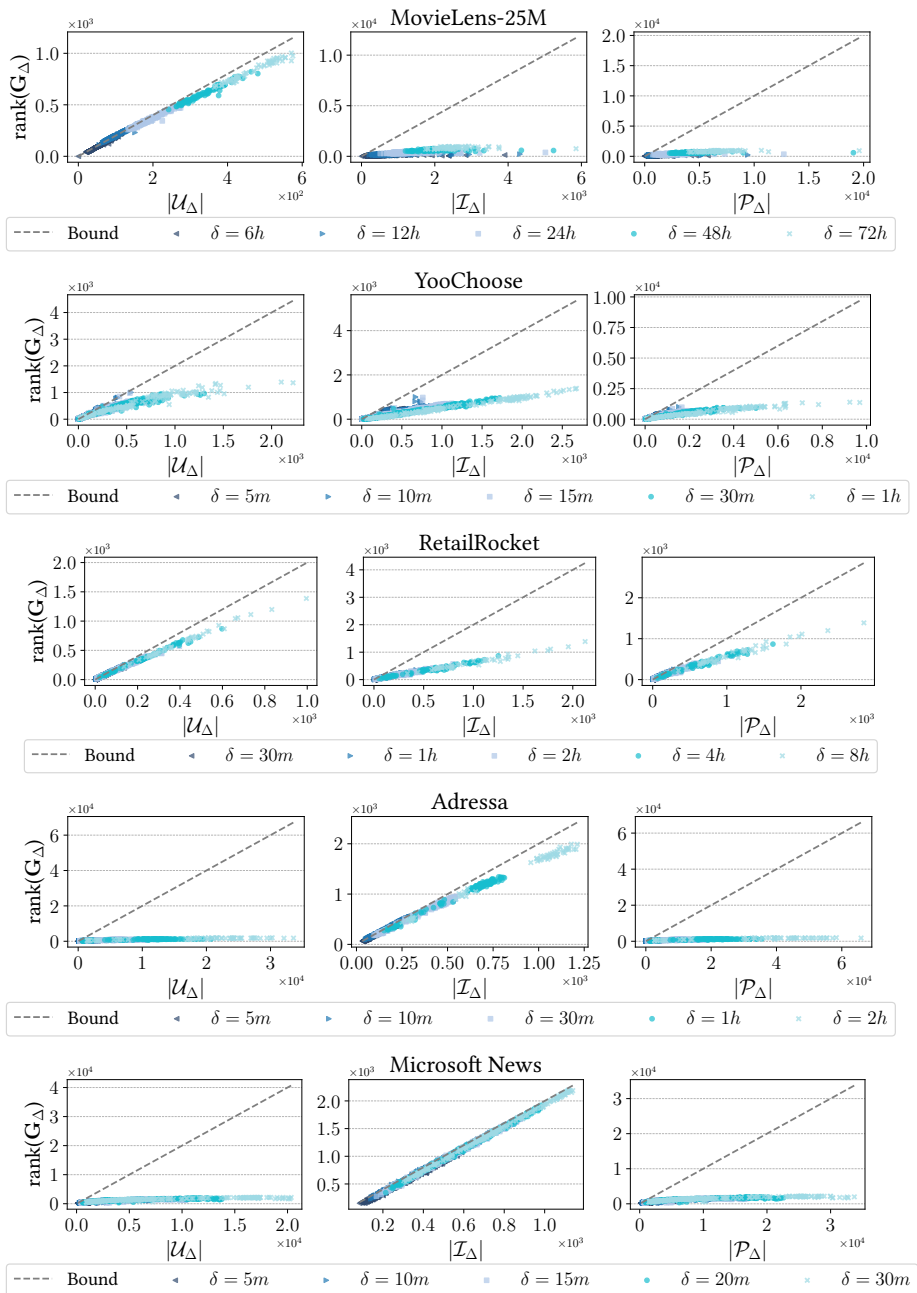 MovieLens-25M
×10³ ×10⁴ ×10⁴
rank(G_Δ) 1.0 0.5 0.0 1.0 0.5 0.0 2.0 1.5 1.0 0.5 0.0
0 2 4 6 0 2 4 6 0.0 0.5 1.0 1.5 2.0
|𝒰_Δ| ×10² |ℐ_Δ| ×10³ |𝒫_Δ| ×10⁴
Bound δ = 6h δ = 12h δ = 24h δ = 48h δ = 72h
YooChoose
×10³ ×10⁴
rank(G_Δ) 4 3 2 1 0 4000 2000 0 1.00 0.75 0.50 0.25 0.00
0.0 0.5 1.0 1.5 2.0 0.0 0.5 1.0 1.5 2.0 2.5 0.0 0.2 0.4 0.6 0.8 1.0
|𝒰_Δ| ×10³ |ℐ_Δ| ×10³ |𝒫_Δ| ×10⁴
Bound δ = 5m δ = 10m δ = 15m δ = 30m δ = 1h
RetailRocket
×10³ ×10³ ×10³
rank(G_Δ) 2.0 1.5 1.0 0.5 0.0 4 3 2 1 0 2 1 0
0.0 0.2 0.4 0.6 0.8 1.0 0.0 0.5 1.0 1.5 2.0 0 1 2
|𝒰_Δ| ×10³ |ℐ_Δ| ×10³ |𝒫_Δ| ×10³
Bound δ = 30m δ = 1h δ = 2h δ = 4h δ = 8h
Adressa
×10⁴ ×10³ ×10⁴
rank(G_Δ) 6 4 2 0 2 1 0 6 4 2 0
0 1 2 3 0.00 0.25 0.50 0.75 1.00 1.25 0 2 4 6
|𝒰_Δ| ×10⁴ |ℐ_Δ| ×10³ |𝒫_Δ| ×10⁴
Bound δ = 5m δ = 10m δ = 30m δ = 1h δ = 2h
Microsoft News
×10⁴ ×10³ ×10⁴
rank(G_Δ) 4 3 2 1 0 2.0 1.5 1.0 0.5 3 2 1 0
0.0 0.5 1.0 1.5 2.0 0.2 0.4 0.6 0.8 1.0 0 1 2 3
|𝒰_Δ| ×10⁴ |ℐ_Δ| ×10³ |𝒫_Δ| ×10⁴
Bound δ = 5m δ = 10m δ = 15m δ = 20m δ = 30m